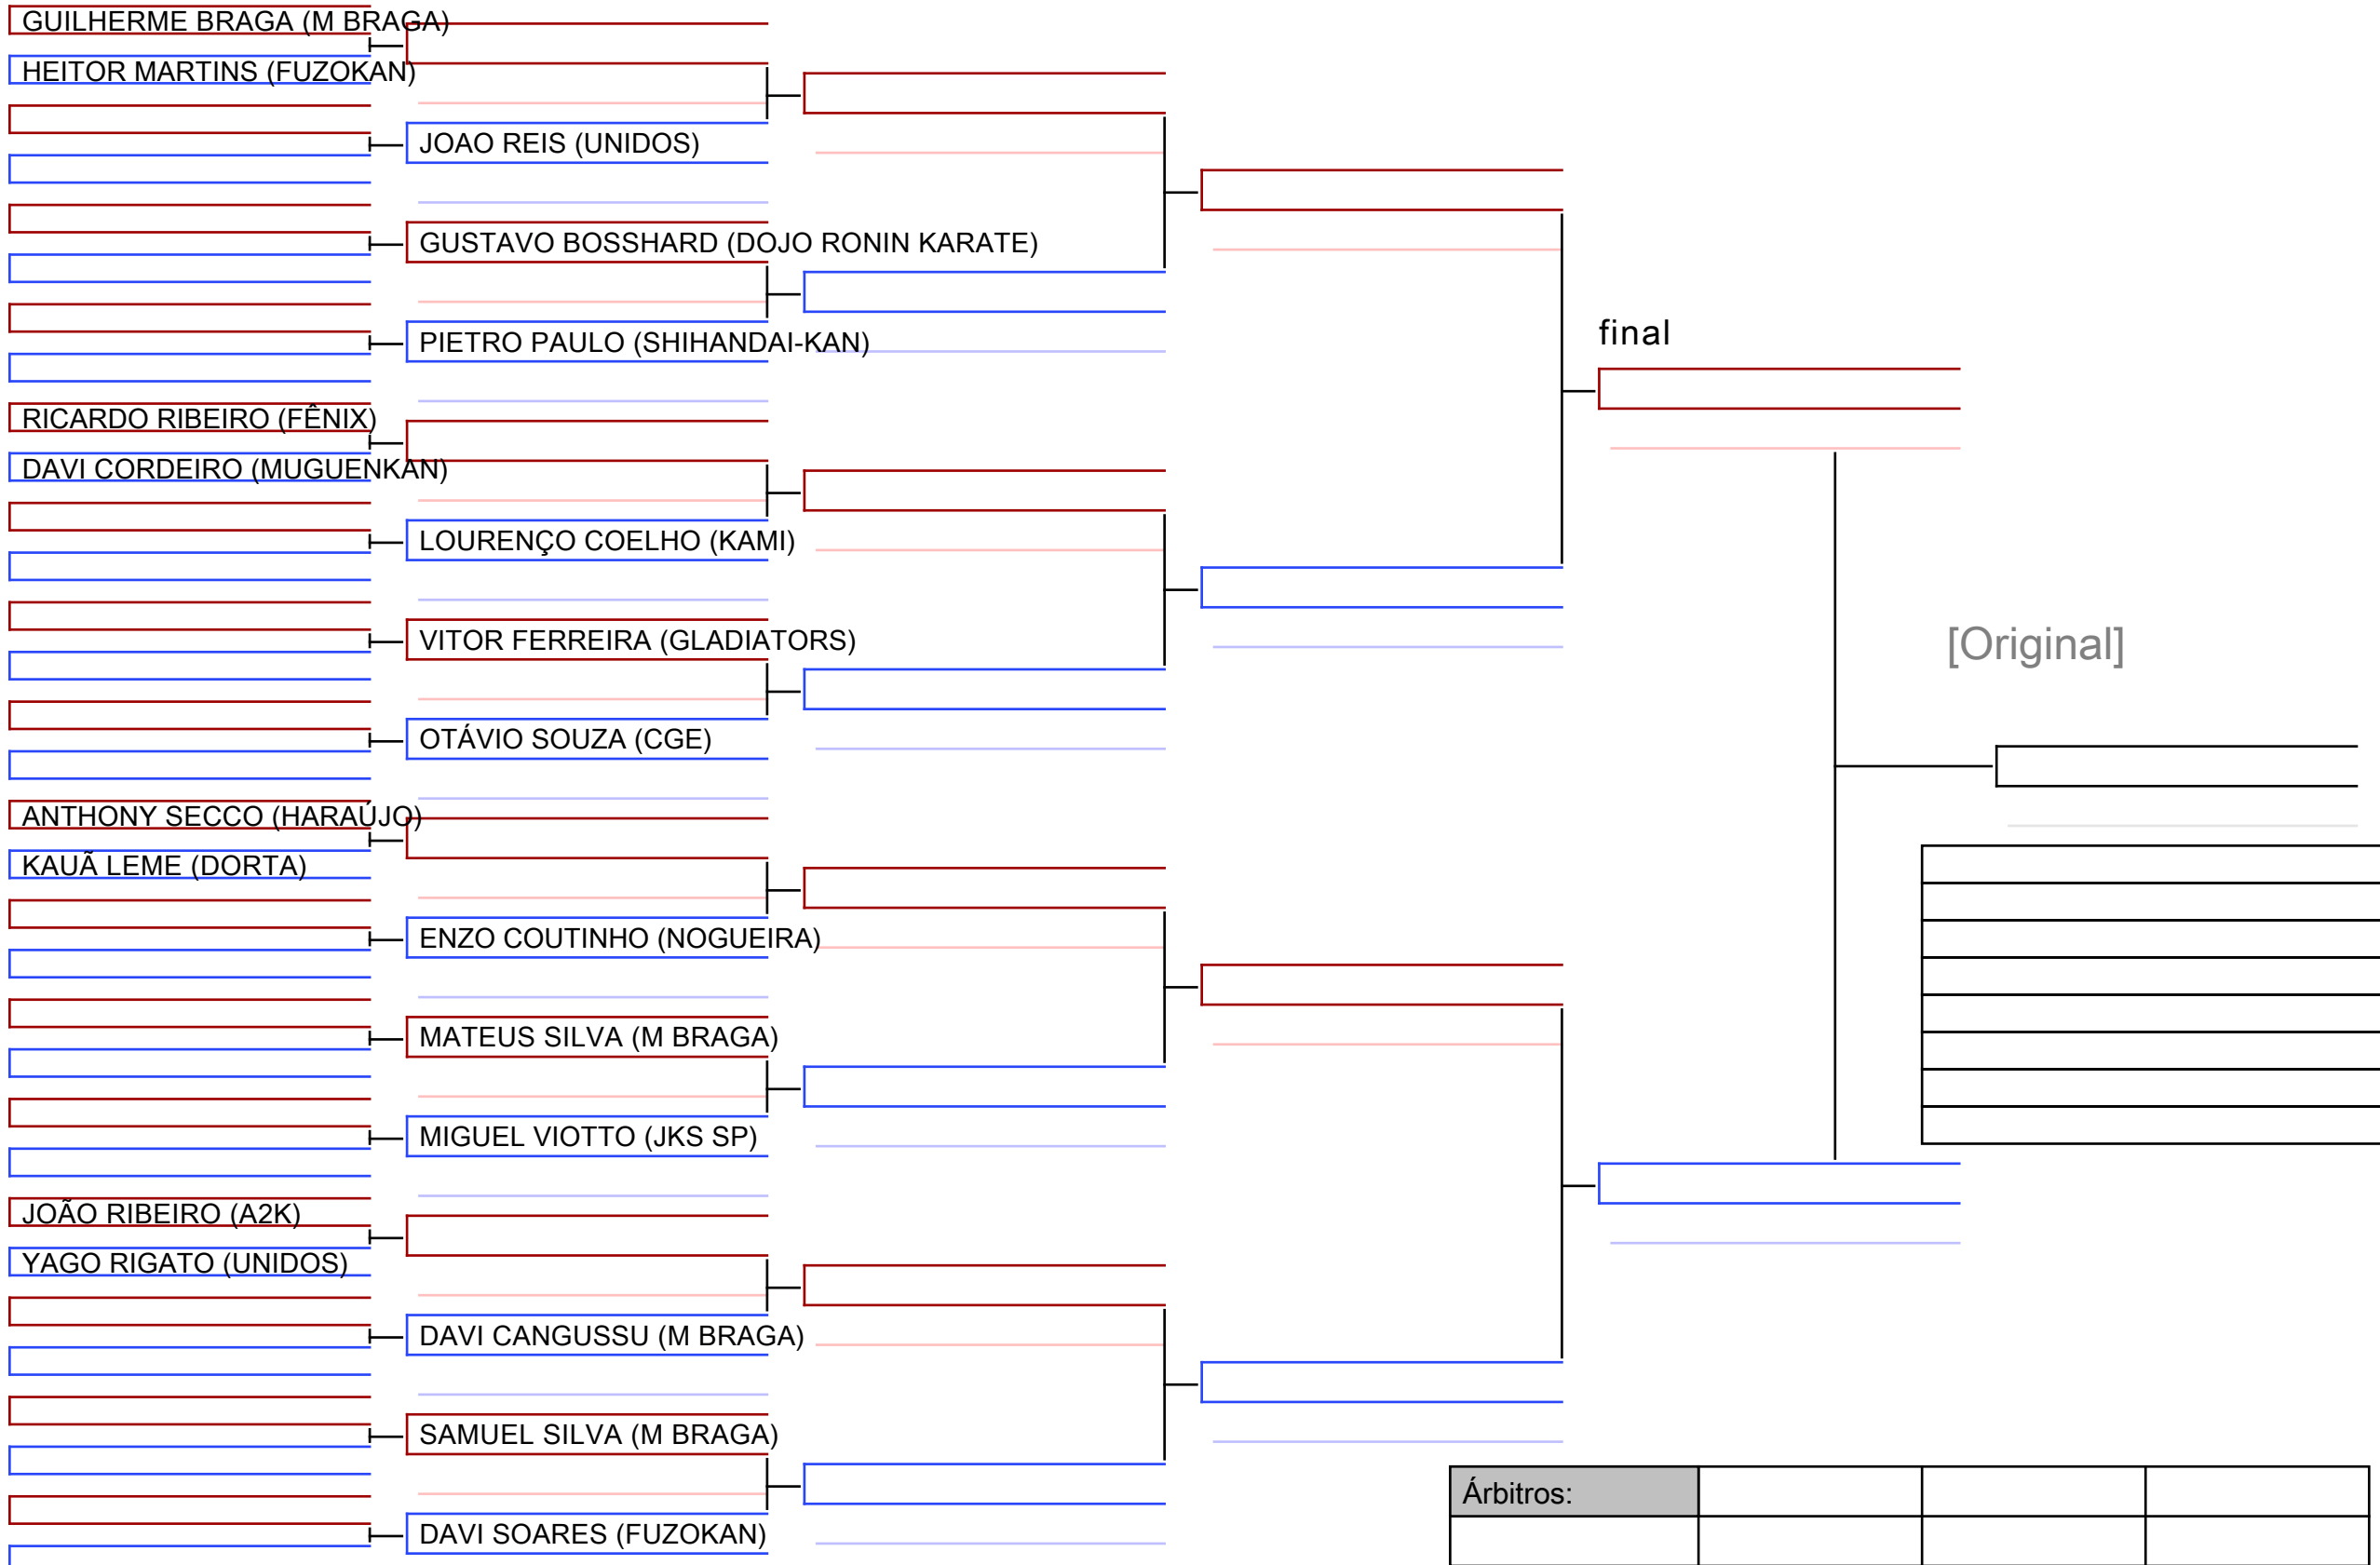 GUILHERME BRAGA (M BRAGA)
HEITOR MARTINS (FUZOKAN)
JOAO REIS (UNIDOS)
GUSTAVO BOSSHARD (DOJO RONIN KARATE)
PIETRO PAULO (SHIHANDAI-KAN)
final
RICARDO RIBEIRO (FÊNIX)
DAVI CORDEIRO (MUGUENKAN)
LOURENÇO COELHO (KAMI)
VITOR FERREIRA (GLADIATORS)
[Original]
OTÁVIO SOUZA (CGE)
ANTHONY SECCO (HARAÚJO)
KAUÃ LEME (DORTA)
ENZO COUTINHO (NOGUEIRA)
MATEUS SILVA (M BRAGA)
MIGUEL VIOTTO (JKS SP)
JOÃO RIBEIRO (A2K)
YAGO RIGATO (UNIDOS)
DAVI CANGUSSU (M BRAGA)
SAMUEL SILVA (M BRAGA)
Árbitros:
DAVI SOARES (FUZOKAN)